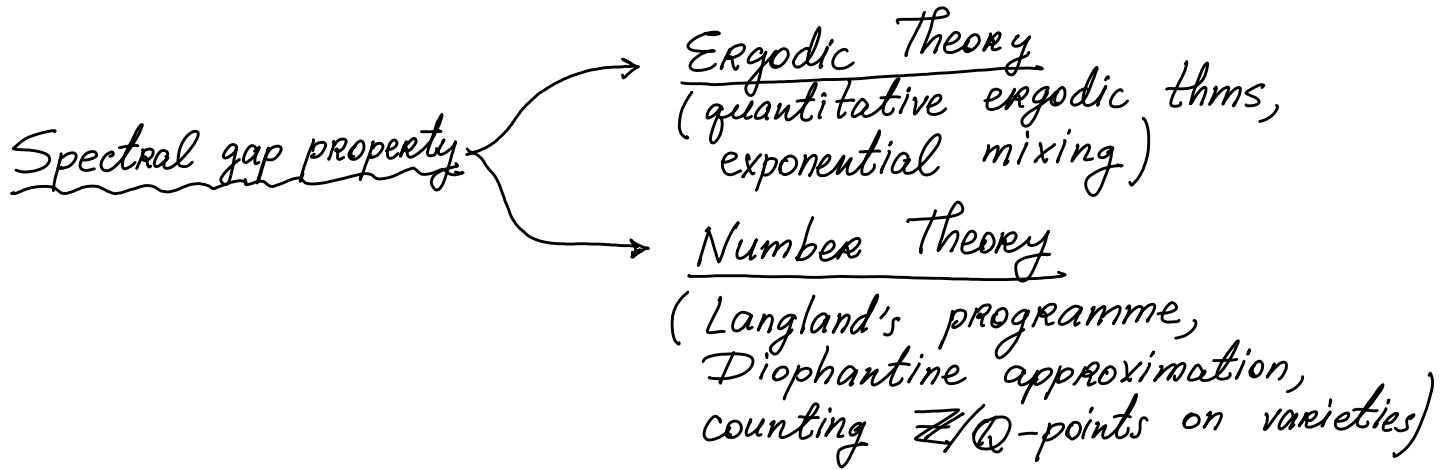 Spectral gap property
Ergodic Theory
(quantitative ergodic thms,
exponential mixing)
Number Theory
(Langland's programme,
Diophantine approximation,
counting ℤ/ℚ-points on varieties)